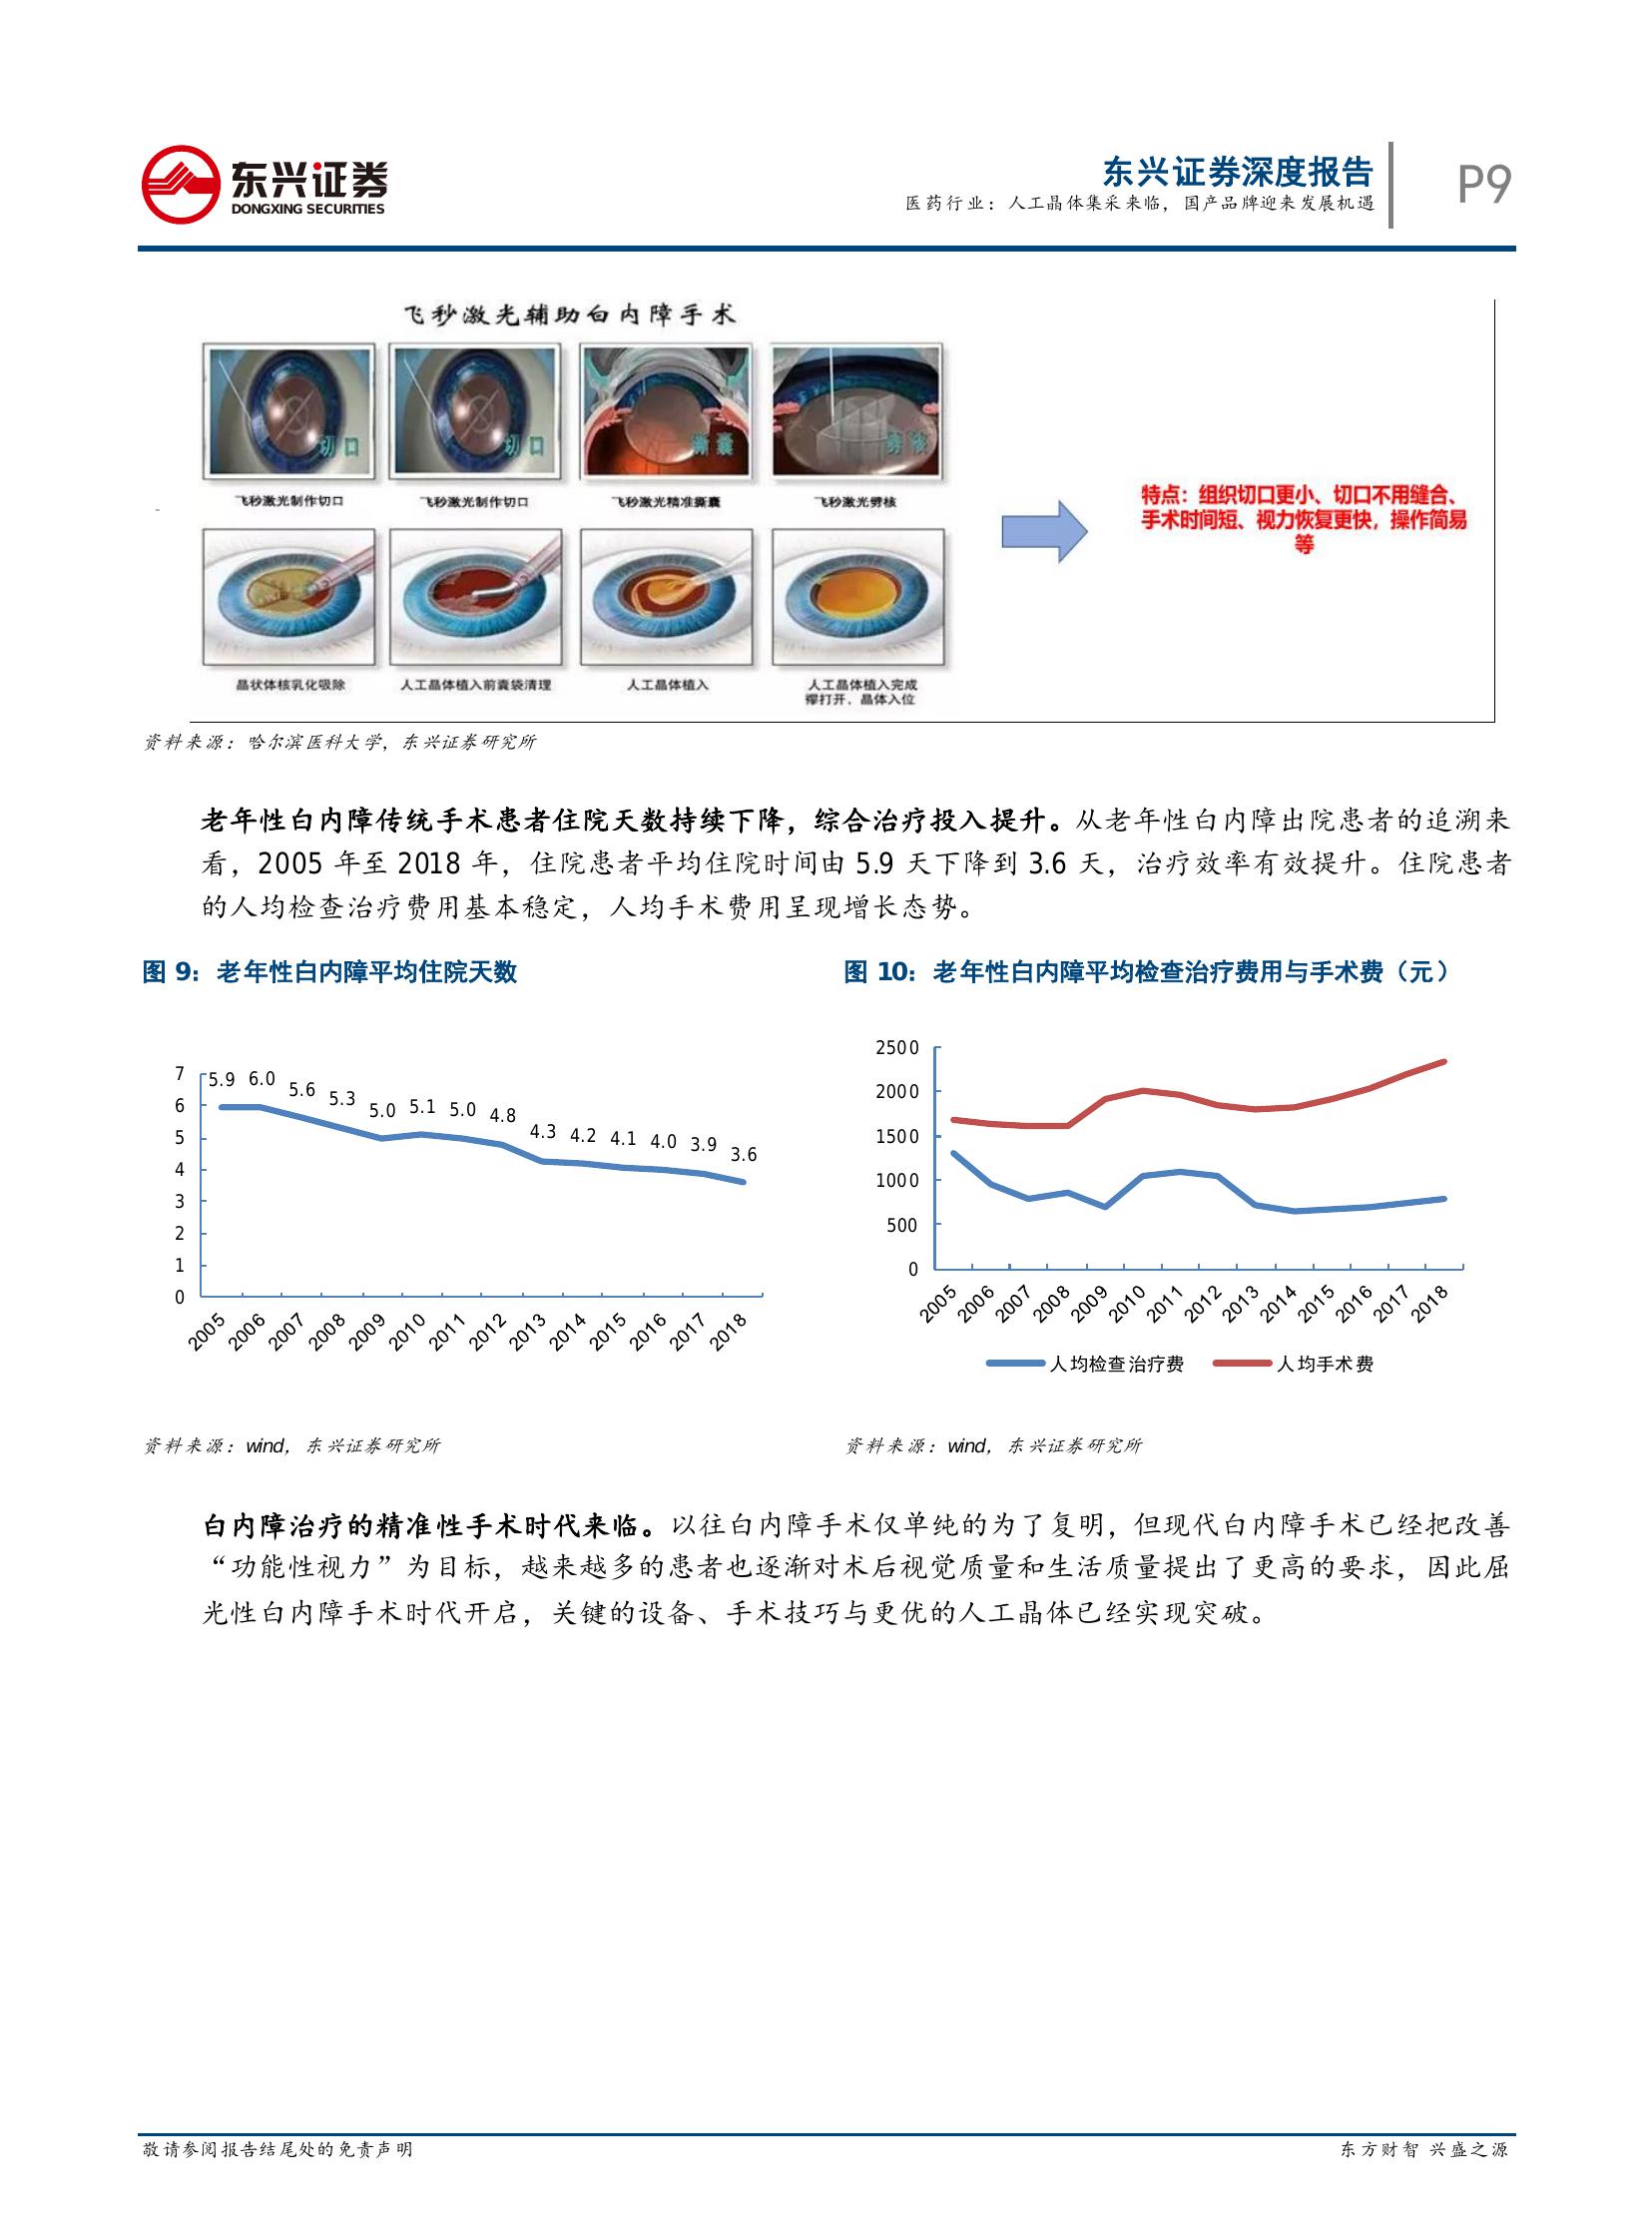 东兴证券
DONGXING SECURITIES
东兴证券深度报告
医药行业：人工晶体集采来临，国产品牌迎来发展机遇
P9
飞秒激光辅助白内障手术
切口
切口
撕囊
劈核
飞秒激光制作切口
飞秒激光制作切口
飞秒激光精准撕囊
飞秒激光劈核
特点：组织切口更小、切口不用缝合、
手术时间短、视力恢复更快，操作简易
等
晶状体核乳化吸除
人工晶体植入前囊袋清理
人工晶体植入
人工晶体植入完成
襻打开，晶体入位
资料来源：哈尔滨医科大学，东兴证券研究所
老年性白内障传统手术患者住院天数持续下降，综合治疗投入提升。从老年性白内障出院患者的追溯来
看，2005 年至 2018 年，住院患者平均住院时间由 5.9 天下降到 3.6 天，治疗效率有效提升。住院患者
的人均检查治疗费用基本稳定，人均手术费用呈现增长态势。
图 9：老年性白内障平均住院天数
7
6
5
4
3
2
1
0
5.9 6.0 5.6 5.3 5.0 5.1 5.0 4.8 4.3 4.2 4.1 4.0 3.9 3.6
2005 2006 2007 2008 2009 2010 2011 2012 2013 2014 2015 2016 2017 2018
资料来源：wind，东兴证券研究所
图 10：老年性白内障平均检查治疗费用与手术费（元）
2500
2000
1500
1000
500
0
2005 2006 2007 2008 2009 2010 2011 2012 2013 2014 2015 2016 2017 2018
人均检查治疗费 人均手术费
资料来源：wind，东兴证券研究所
白内障治疗的精准性手术时代来临。以往白内障手术仅单纯的为了复明，但现代白内障手术已经把改善
“功能性视力”为目标，越来越多的患者也逐渐对术后视觉质量和生活质量提出了更高的要求，因此屈
光性白内障手术时代开启，关键的设备、手术技巧与更优的人工晶体已经实现突破。
敬请参阅报告结尾处的免责声明
东方财智 兴盛之源